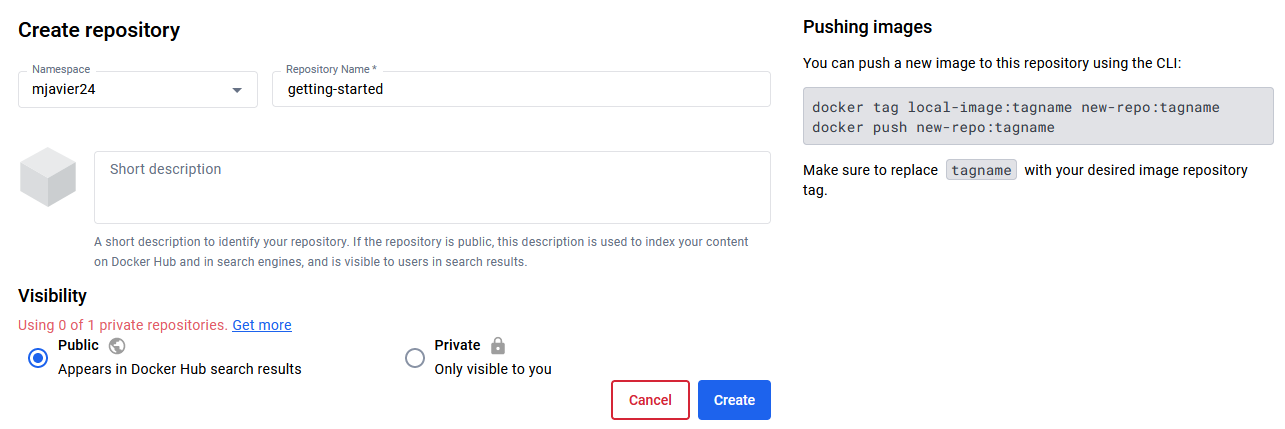 Create repository
Namespace
mjavier24
Repository Name *
getting-started
Short description
A short description to identify your repository. If the repository is public, this description is used to index your content
on Docker Hub and in search engines, and is visible to users in search results.
Visibility
Using 0 of 1 private repositories. Get more
Public
Appears in Docker Hub search results
Private
Only visible to you
Cancel
Create
Pushing images
You can push a new image to this repository using the CLI:
docker tag local-image:tagname new-repo:tagname
docker push new-repo:tagname
Make sure to replace tagname with your desired image repository
tag.